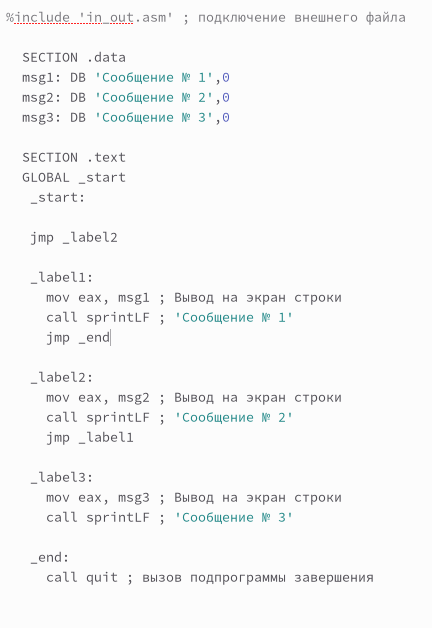 %include 'in_out.asm' ; подключение внешнего файла
SECTION .data
msg1: DB 'Сообщение № 1',0
msg2: DB 'Сообщение № 2',0
msg3: DB 'Сообщение № 3',0
SECTION .text
GLOBAL _start
_start:
jmp _label2
_label1:
mov eax, msg1 ; Вывод на экран строки
call sprintLF ; 'Сообщение № 1'
jmp _end
_label2:
mov eax, msg2 ; Вывод на экран строки
call sprintLF ; 'Сообщение № 2'
jmp _label1
_label3:
mov eax, msg3 ; Вывод на экран строки
call sprintLF ; 'Сообщение № 3'
_end:
call quit ; вызов подпрограммы завершения